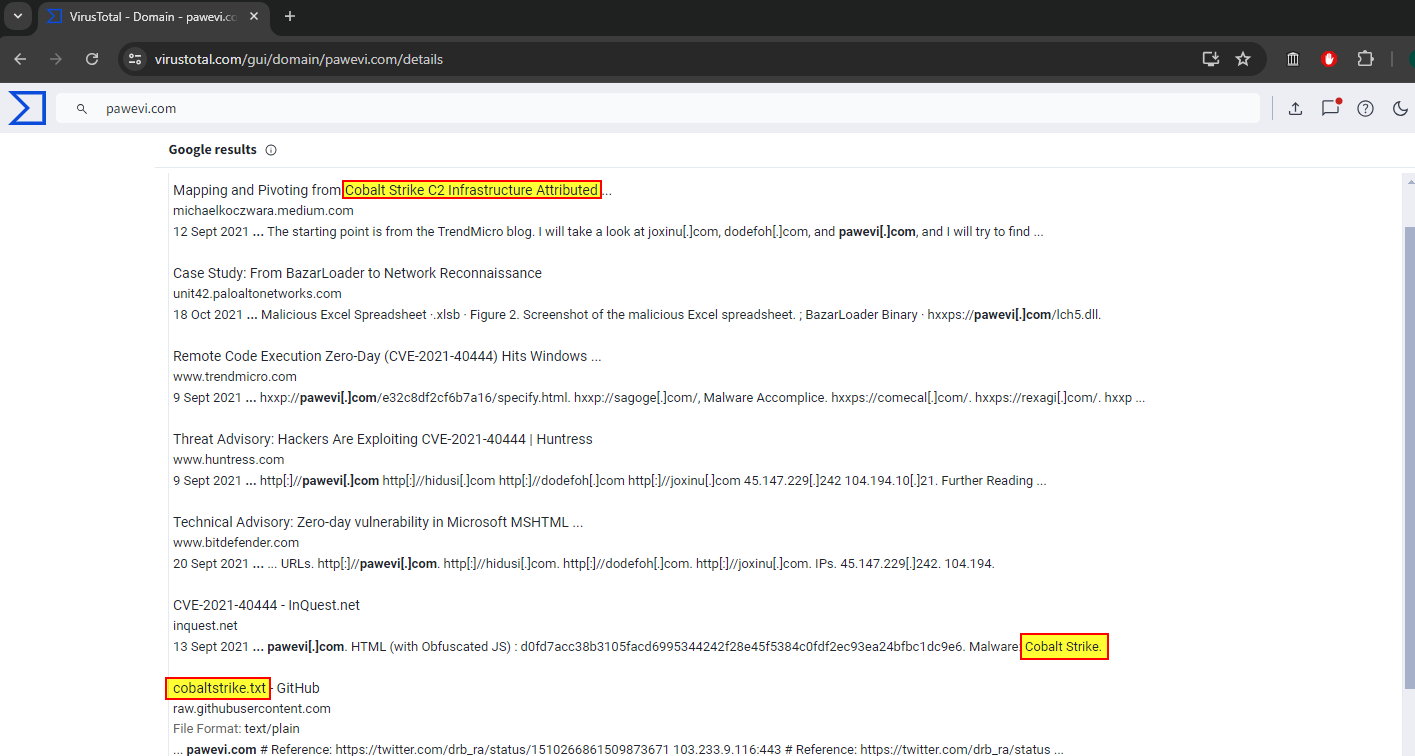 VirusTotal - Domain - pawevi.co
virustotal.com/gui/domain/pawevi.com/details
pawevi.com
Google results
Mapping and Pivoting from Cobalt Strike C2 Infrastructure Attributed ...
michaelkoczwara.medium.com
12 Sept 2021 ... The starting point is from the TrendMicro blog. I will take a look at joxinu[.]com, dodefoh[.]com, and pawevi[.]com, and I will try to find ...
Case Study: From BazarLoader to Network Reconnaissance
unit42.paloaltonetworks.com
18 Oct 2021 ... Malicious Excel Spreadsheet ·.xlsb · Figure 2. Screenshot of the malicious Excel spreadsheet. ; BazarLoader Binary · hxxps://pawevi[.]com/lch5.dll.
Remote Code Execution Zero-Day (CVE-2021-40444) Hits Windows ...
www.trendmicro.com
9 Sept 2021 ... hxxp://pawevi[.]com/e32c8df2cf6b7a16/specify.html. hxxp://sagoge[.]com/, Malware Accomplice. hxxps://comecal[.]com/. hxxps://rexagi[.]com/. hxxp ...
Threat Advisory: Hackers Are Exploiting CVE-2021-40444 | Huntress
www.huntress.com
9 Sept 2021 ... http[:]//pawevi[.]com http[:]//hidusi[.]com http[:]//dodefoh[.]com http[:]//joxinu[.]com 45.147.229[.]242 104.194.10[.]21. Further Reading ...
Technical Advisory: Zero-day vulnerability in Microsoft MSHTML ...
www.bitdefender.com
20 Sept 2021 ... ... URLs. http[:]//pawevi[.]com. http[:]//hidusi[.]com. http[:]//dodefoh[.]com. http[:]//joxinu[.]com. IPs. 45.147.229[.]242. 104.194.
CVE-2021-40444 - InQuest.net
inquest.net
13 Sept 2021 ... pawevi[.]com. HTML (with Obfuscated JS) : d0fd7acc38b3105facd6995344242f28e45f5384c0fdf2ec93ea24bfbc1dc9e6. Malware: Cobalt Strike.
cobaltstrike.txt - GitHub
raw.githubusercontent.com
File Format: text/plain
... pawevi.com # Reference: https://twitter.com/drb_ra/status/1510266861509873671 103.233.9.116:443 # Reference: https://twitter.com/drb_ra/status ...